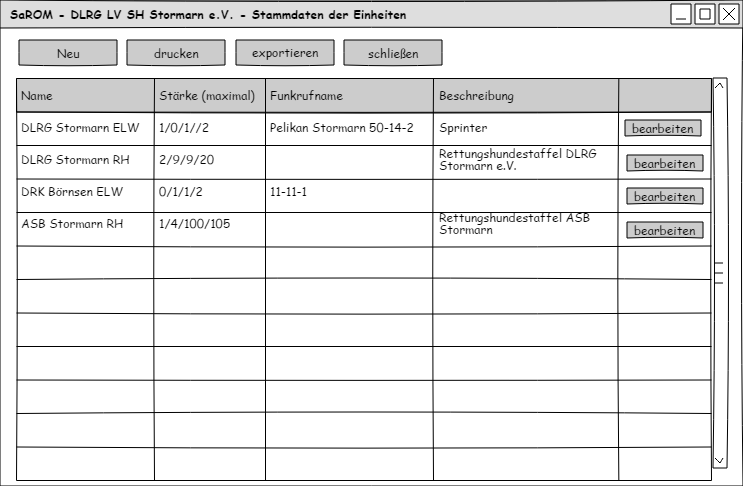 SaROM - DLRG LV SH Stormarn e.V. - Stammdaten der Einheiten
Neu drucken exportieren schließen
Name Stärke (maximal) Funkrufname Beschreibung
DLRG Stormarn ELW 1/0/1//2 Pelikan Stormarn 50-14-2 Sprinter bearbeiten
DLRG Stormarn RH 2/9/9/20 Rettungshundestaffel DLRG
Stormarn e.V. bearbeiten
DRK Börnsen ELW 0/1/1/2 11-11-1 bearbeiten
ASB Stormarn RH 1/4/100/105 Rettungshundestaffel ASB
Stormarn bearbeiten